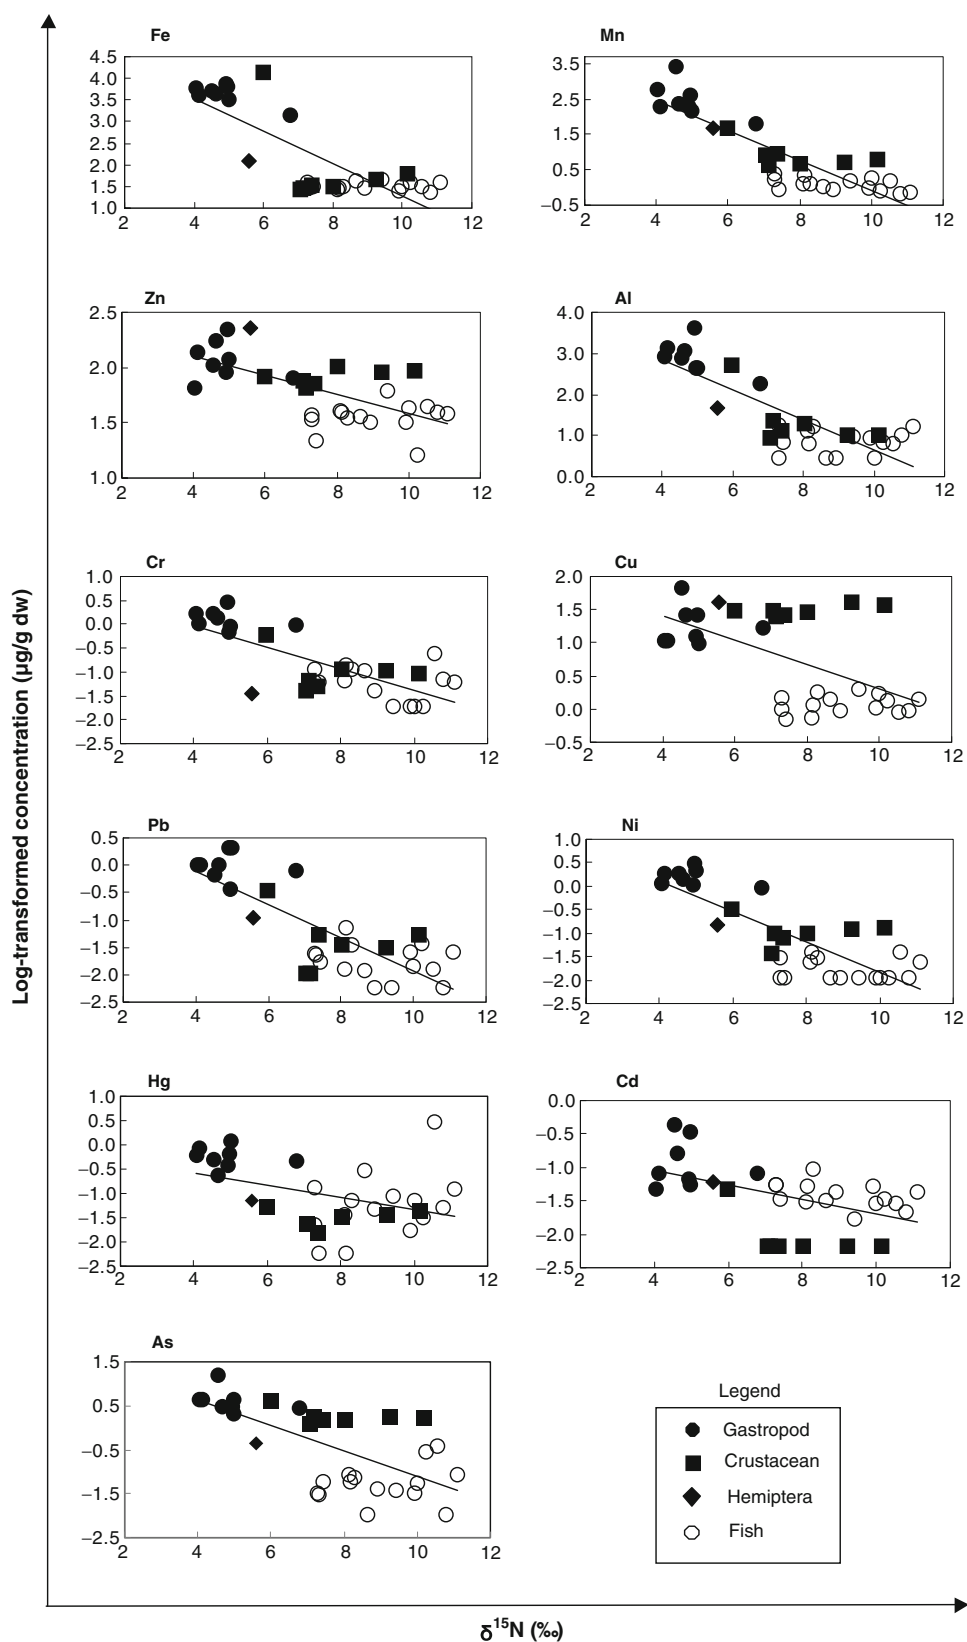 Fe
4.5
4.0
3.5
3.0
2.5
2.0
1.5
1.0
2 4 6 8 10 12
Mn
3.5
2.5
1.5
0.5
−0.5
2 4 6 8 10 12
Zn
2.5
2.0
1.5
1.0
2 4 6 8 10 12
Al
4.0
3.0
2.0
1.0
0.0
2 4 6 8 10 12
Cr
1.0
0.5
0.0
−0.5
−1.0
−1.5
−2.0
−2.5
2 4 6 8 10 12
Cu
2.0
1.5
1.0
0.5
0.0
−0.5
2 4 6 8 10 12
Pb
0.5
0.0
−0.5
−1.0
−1.5
−2.0
−2.5
2 4 6 8 10 12
Ni
1.0
0.5
0.0
−0.5
−1.0
−1.5
−2.0
−2.5
2 4 6 8 10 12
Hg
1.0
0.5
0.0
−0.5
−1.0
−1.5
−2.0
−2.5
2 4 6 8 10 12
Cd
0.0
−0.5
−1.0
−1.5
−2.0
−2.5
2 4 6 8 10 12
As
1.5
0.5
−0.5
−1.5
−2.5
2 4 6 8 10 12
Legend
Gastropod
Crustacean
Hemiptera
Fish
Log-transformed concentration (µg/g dw)
δ¹⁵N (‰)